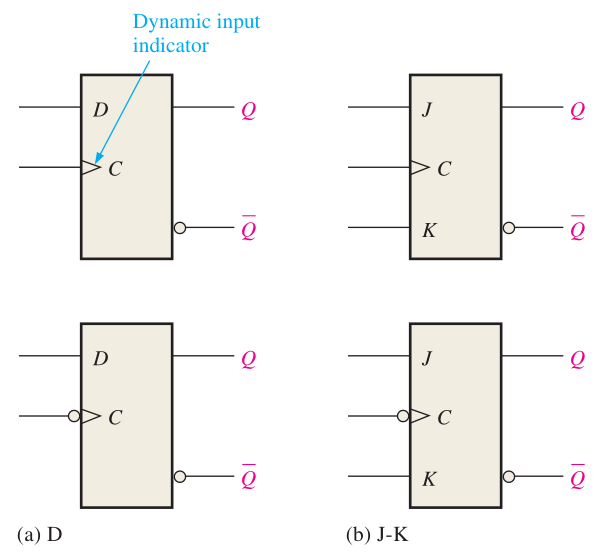 Dynamic input
indicator
D
Q
C
Q̅
J
Q
C
K
Q̅
D
Q
C
Q̅
J
Q
C
K
Q̅
(a) D
(b) J-K